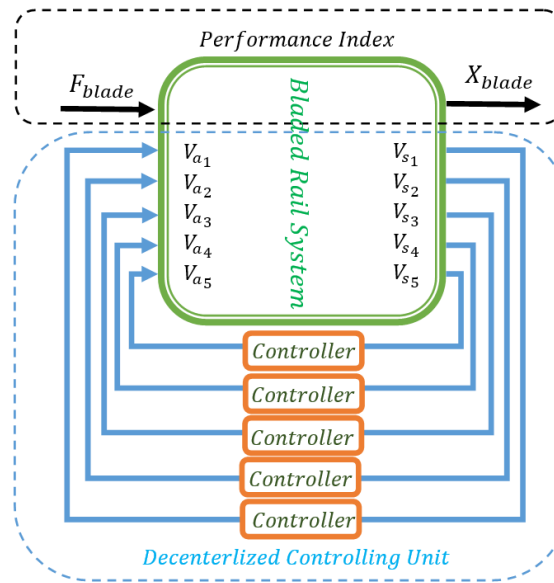 Performance Index
F_blade
X_blade
Bladed Rail System
V_a1
V_s1
V_a2
V_s2
V_a3
V_s3
V_a4
V_s4
V_a5
V_s5
Controller
Controller
Controller
Controller
Controller
Decenterlized Controlling Unit